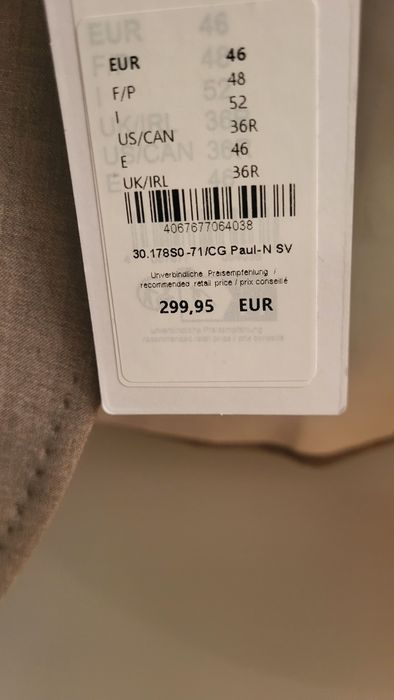 EUR 46
F/P 48
I 52
US/CAN 36R
E 46
UK/IRL 36R
4067677064038
30.178S0 -71/CG Paul-N SV
Unverbindliche Preisempfehlung /
recommended retail price / prix conseillé
299,95 EUR